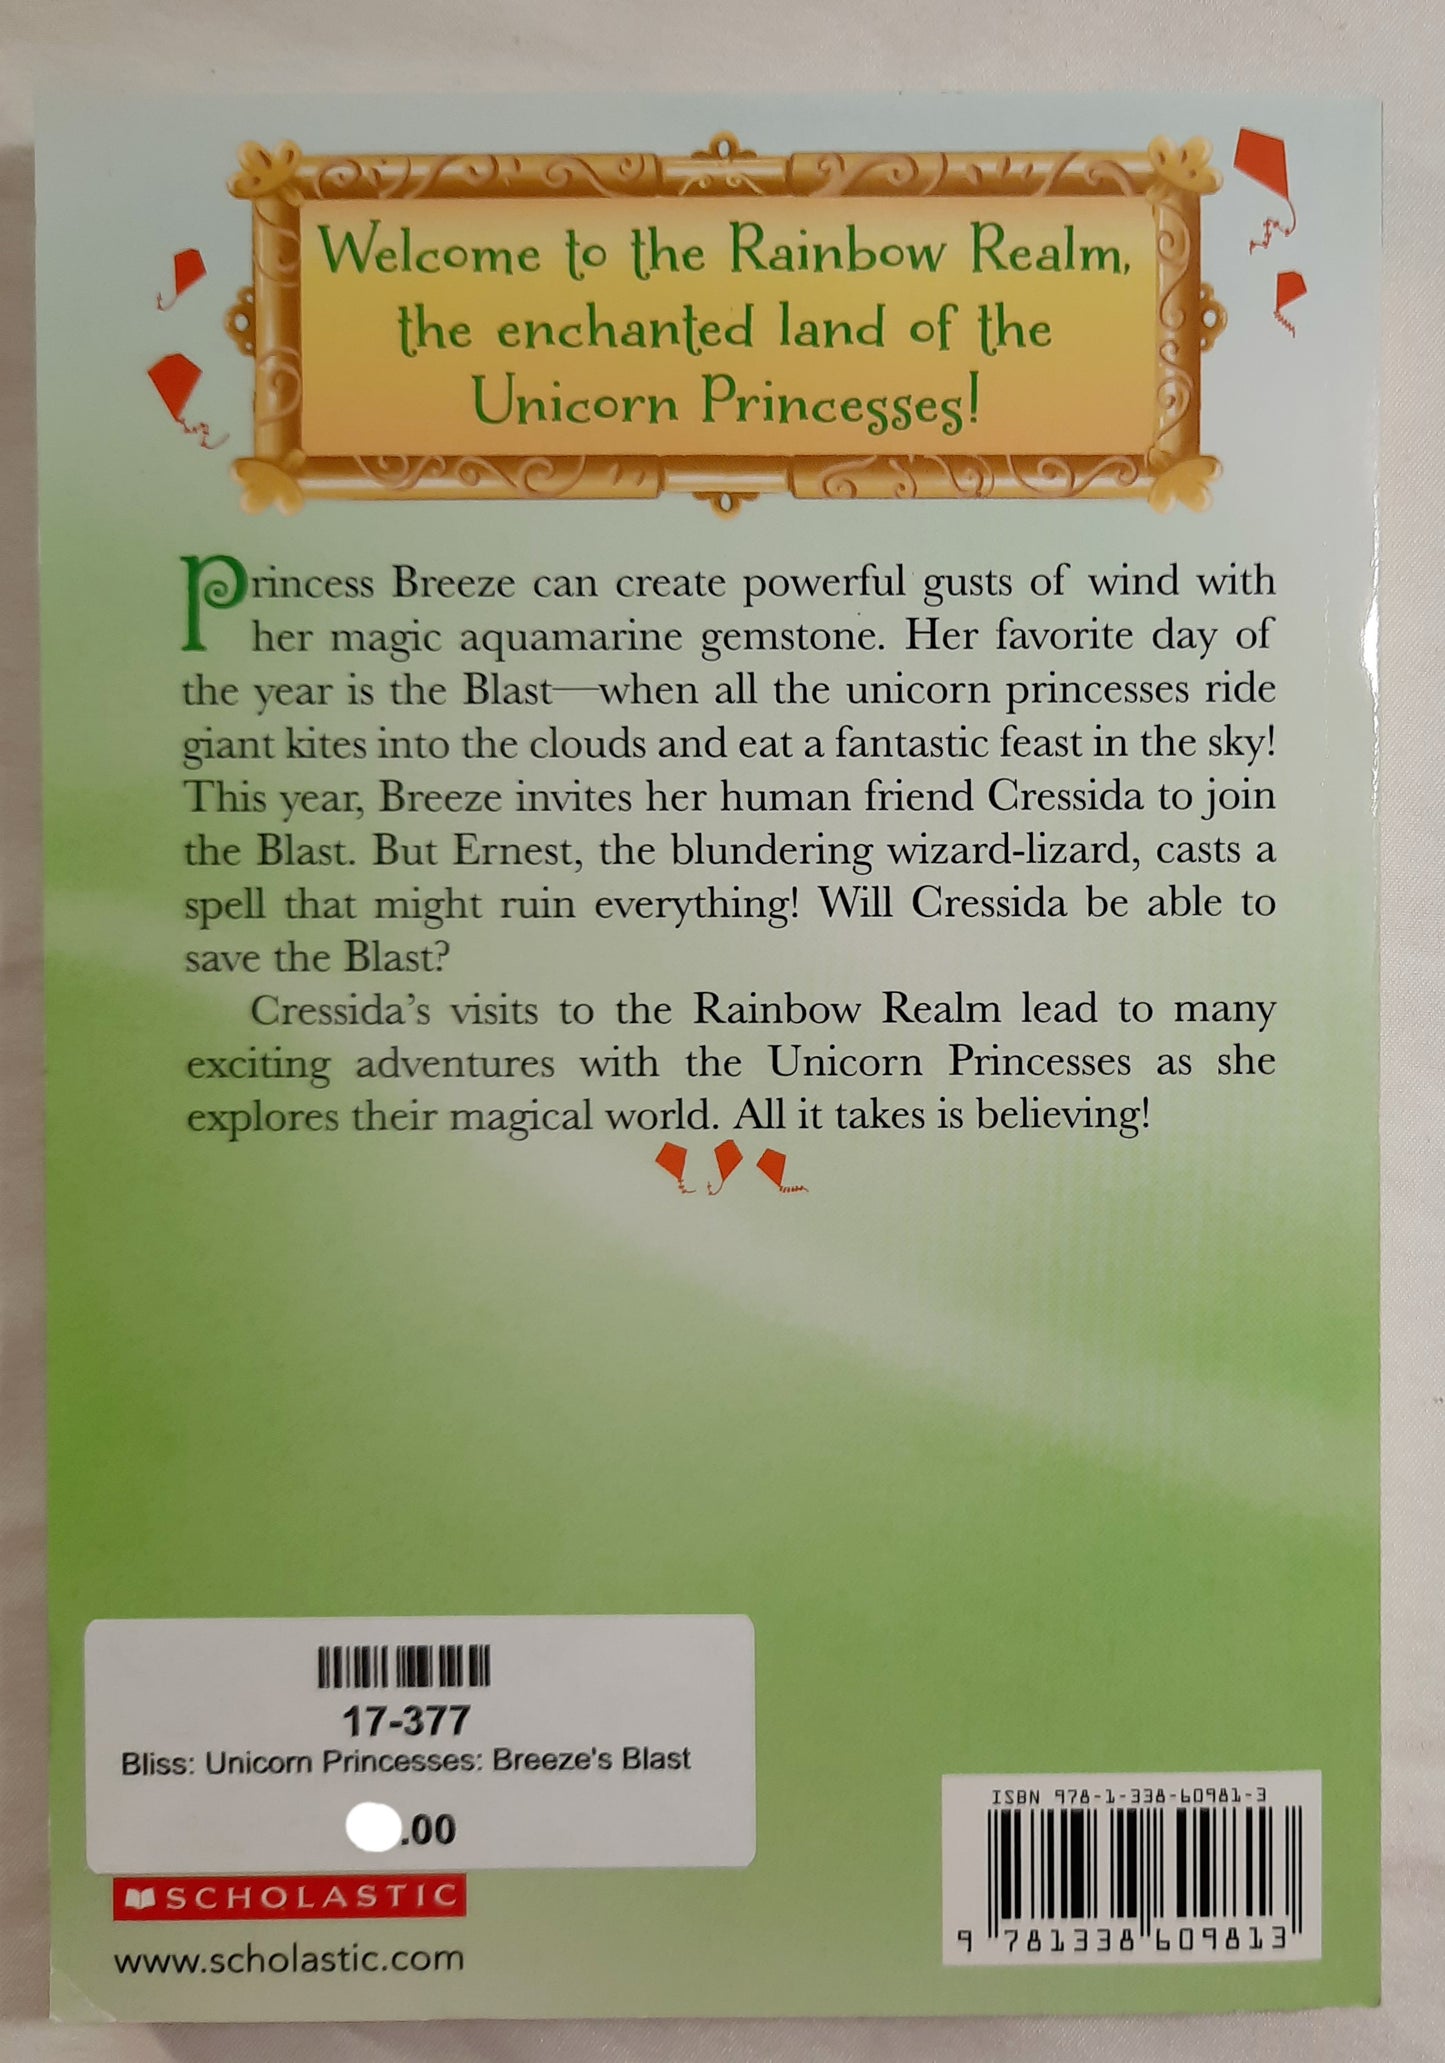 Welcome to the Rainbow Realm,
the enchanted land of the
Unicorn Princesses!
Princess Breeze can create powerful gusts of wind with
her magic aquamarine gemstone. Her favorite day of
the year is the Blast—when all the unicorn princesses ride
giant kites into the clouds and eat a fantastic feast in the sky!
This year, Breeze invites her human friend Cressida to join
the Blast. But Ernest, the blundering wizard-lizard, casts a
spell that might ruin everything! Will Cressida be able to
save the Blast?
Cressida's visits to the Rainbow Realm lead to many
exciting adventures with the Unicorn Princesses as she
explores their magical world. All it takes is believing!
17-377
Bliss: Unicorn Princesses: Breeze's Blast
.00
SCHOLASTIC
www.scholastic.com
ISBN 978-1-338-60981-3
9 781338 609813